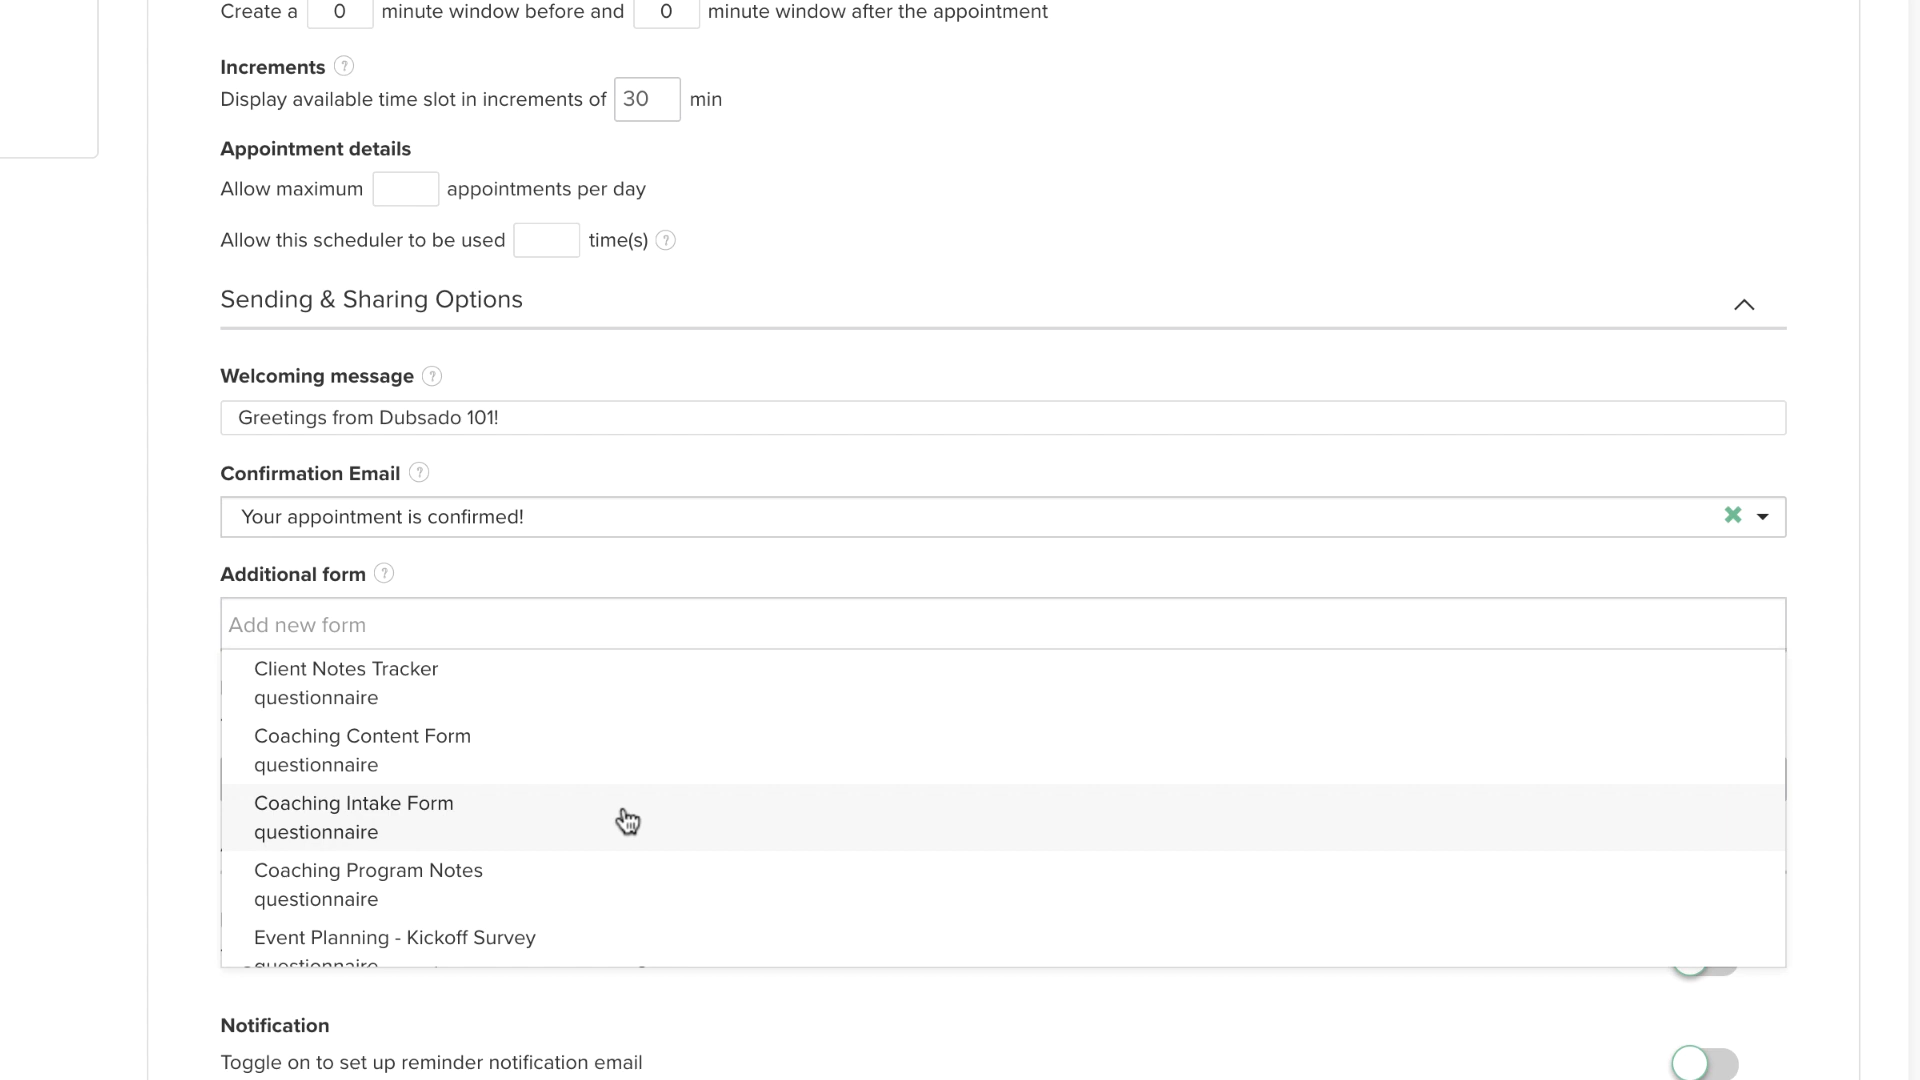 Create a 0 minute window before and 0 minute window after the appointment
Increments ?
Display available time slot in increments of 30 min
Appointment details
Allow maximum appointments per day
Allow this scheduler to be used time(s) ?
Sending & Sharing Options
Welcoming message ?
Greetings from Dubsado 101!
Confirmation Email ?
Your appointment is confirmed!
Additional form ?
Add new form
Client Notes Tracker
questionnaire
Coaching Content Form
questionnaire
Coaching Intake Form
questionnaire
Coaching Program Notes
questionnaire
Event Planning - Kickoff Survey
questionnaire
Notification
Toggle on to set up reminder notification email